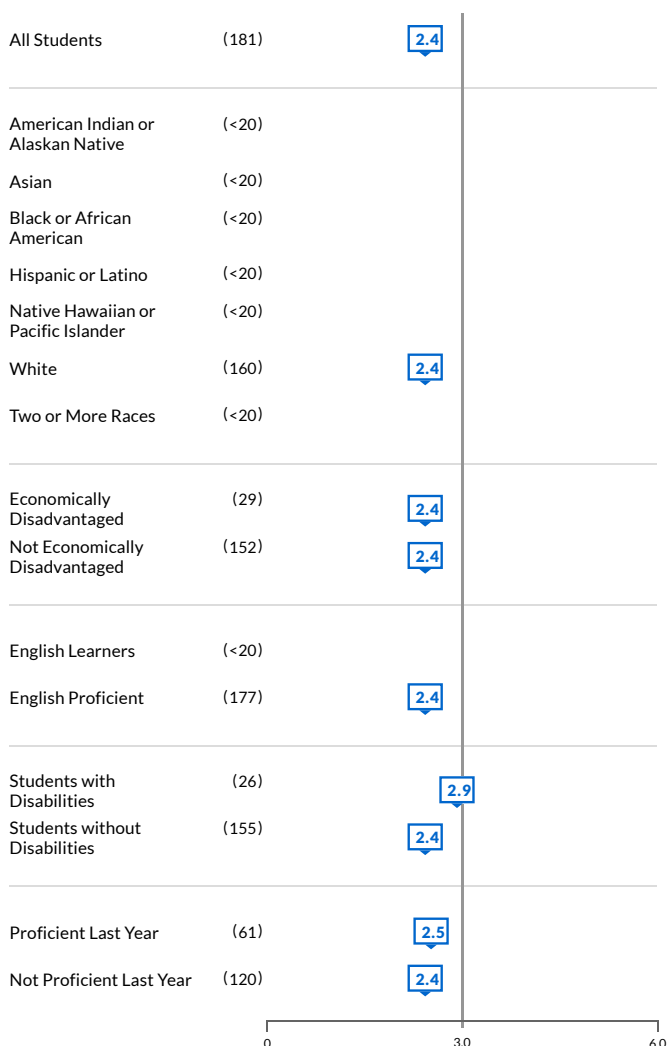 All Students (181) 2.4
American Indian or (<20)
Alaskan Native
Asian (<20)
Black or African (<20)
American
Hispanic or Latino (<20)
Native Hawaiian or (<20)
Pacific Islander
White (160) 2.4
Two or More Races (<20)
Economically (29) 2.4
Disadvantaged
Not Economically (152) 2.4
Disadvantaged
English Learners (<20)
English Proficient (177) 2.4
Students with (26) 2.9
Disabilities
Students without (155) 2.4
Disabilities
Proficient Last Year (61) 2.5
Not Proficient Last Year (120) 2.4
0 3.0 6.0